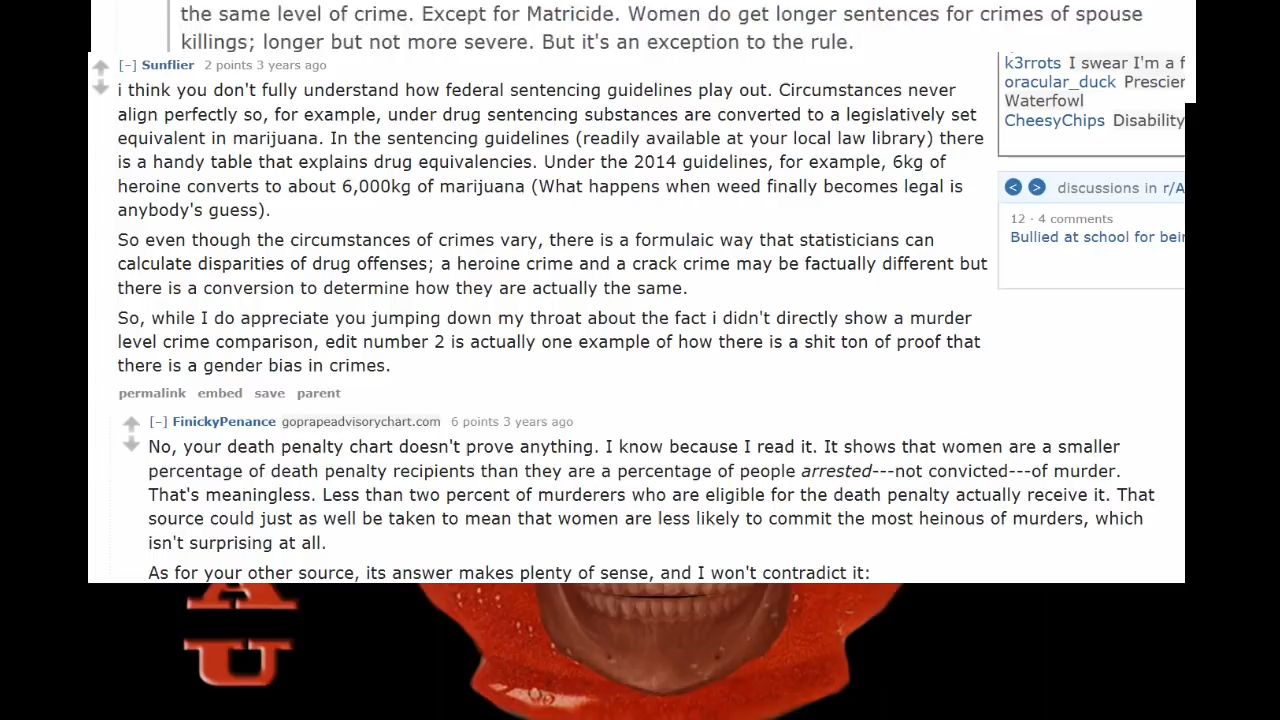 the same level of crime. Except for Matricide. Women do get longer sentences for crimes of spouse
killings; longer but not more severe. But it's an exception to the rule.
[–] Sunflier 2 points 3 years ago
i think you don't fully understand how federal sentencing guidelines play out. Circumstances never
align perfectly so, for example, under drug sentencing substances are converted to a legislatively set
equivalent in marijuana. In the sentencing guidelines (readily available at your local law library) there
is a handy table that explains drug equivalencies. Under the 2014 guidelines, for example, 6kg of
heroine converts to about 6,000kg of marijuana (What happens when weed finally becomes legal is
anybody's guess).
So even though the circumstances of crimes vary, there is a formulaic way that statisticians can
calculate disparities of drug offenses; a heroine crime and a crack crime may be factually different but
there is a conversion to determine how they are actually the same.
So, while I do appreciate you jumping down my throat about the fact i didn't directly show a murder
level crime comparison, edit number 2 is actually one example of how there is a shit ton of proof that
there is a gender bias in crimes.
permalink embed save parent
[–] FinickyPenance goprapeadvisorychart.com 6 points 3 years ago
No, your death penalty chart doesn't prove anything. I know because I read it. It shows that women are a smaller
percentage of death penalty recipients than they are a percentage of people arrested---not convicted---of murder.
That's meaningless. Less than two percent of murderers who are eligible for the death penalty actually receive it. That
source could just as well be taken to mean that women are less likely to commit the most heinous of murders, which
isn't surprising at all.
As for your other source, its answer makes plenty of sense, and I won't contradict it:
k3rrots I swear I'm a f
oracular_duck Prescien
Waterfowl
CheesyChips Disability
< > discussions in r/A
12 · 4 comments
Bullied at school for bein
A
U